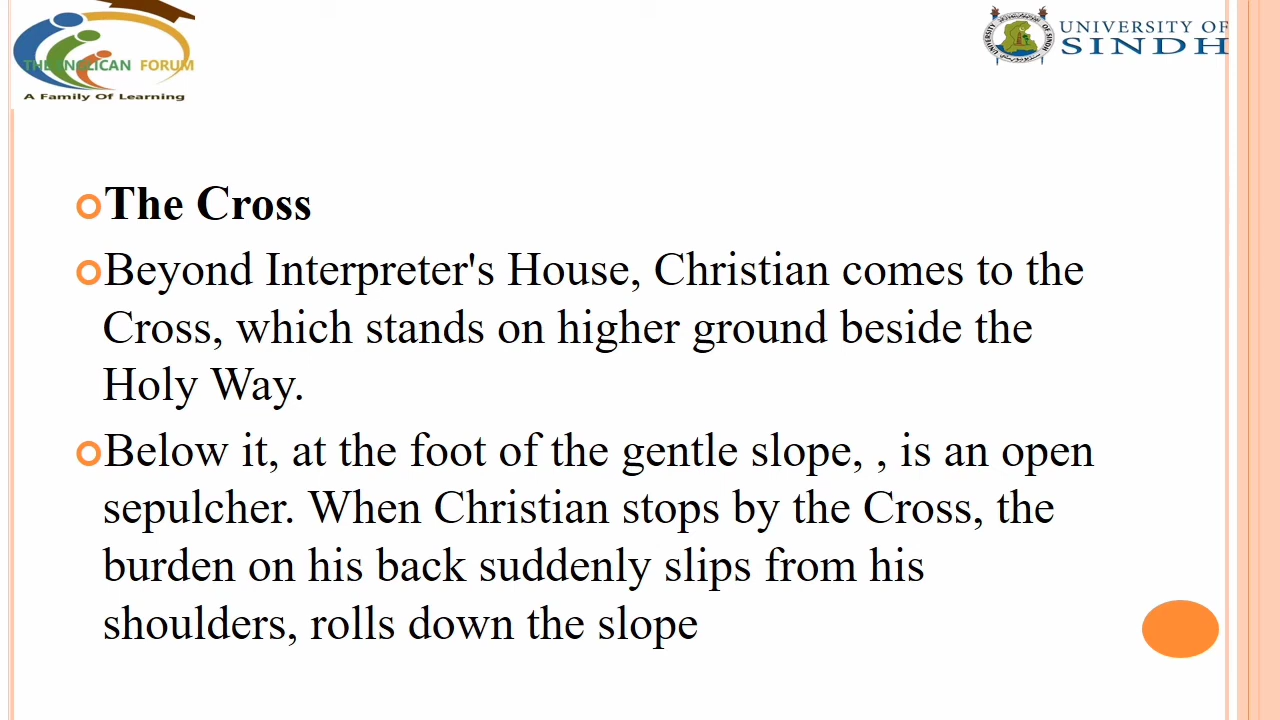 THE ANGLICAN FORUM
A Family Of Learning
UNIVERSITY OF
SINDH
The Cross
Beyond Interpreter's House, Christian comes to the
Cross, which stands on higher ground beside the
Holy Way.
Below it, at the foot of the gentle slope, , is an open
sepulcher. When Christian stops by the Cross, the
burden on his back suddenly slips from his
shoulders, rolls down the slope